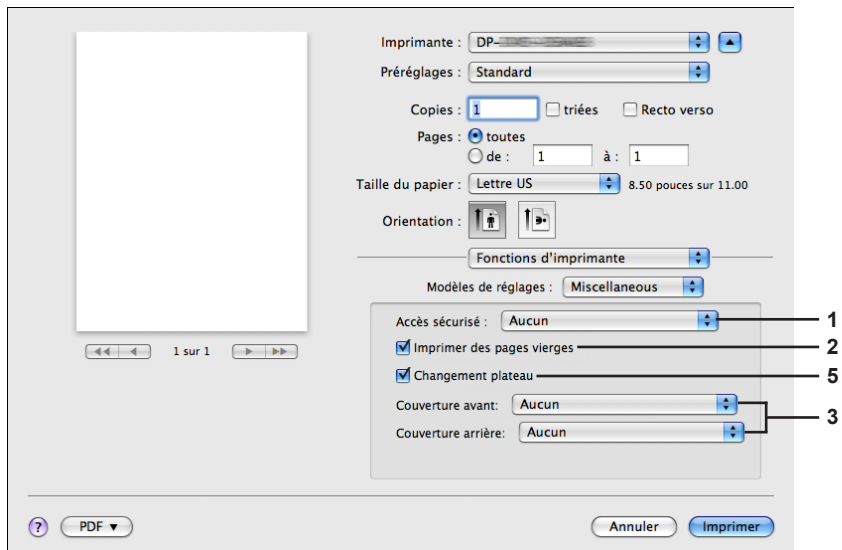 Imprimante : DP-
Préréglages : Standard
Copies : 1 triées Recto verso
Pages : toutes
de : 1 à : 1
Taille du papier : Lettre US 8.50 pouces sur 11.00
Orientation :
Fonctions d'imprimante
Modèles de réglages : Miscellaneous
Accès sécurisé : Aucun 1
Imprimer des pages vierges 2
1 sur 1
Changement plateau 5
Couverture avant: Aucun
3
Couverture arrière: Aucun
? PDF ▼ Annuler Imprimer